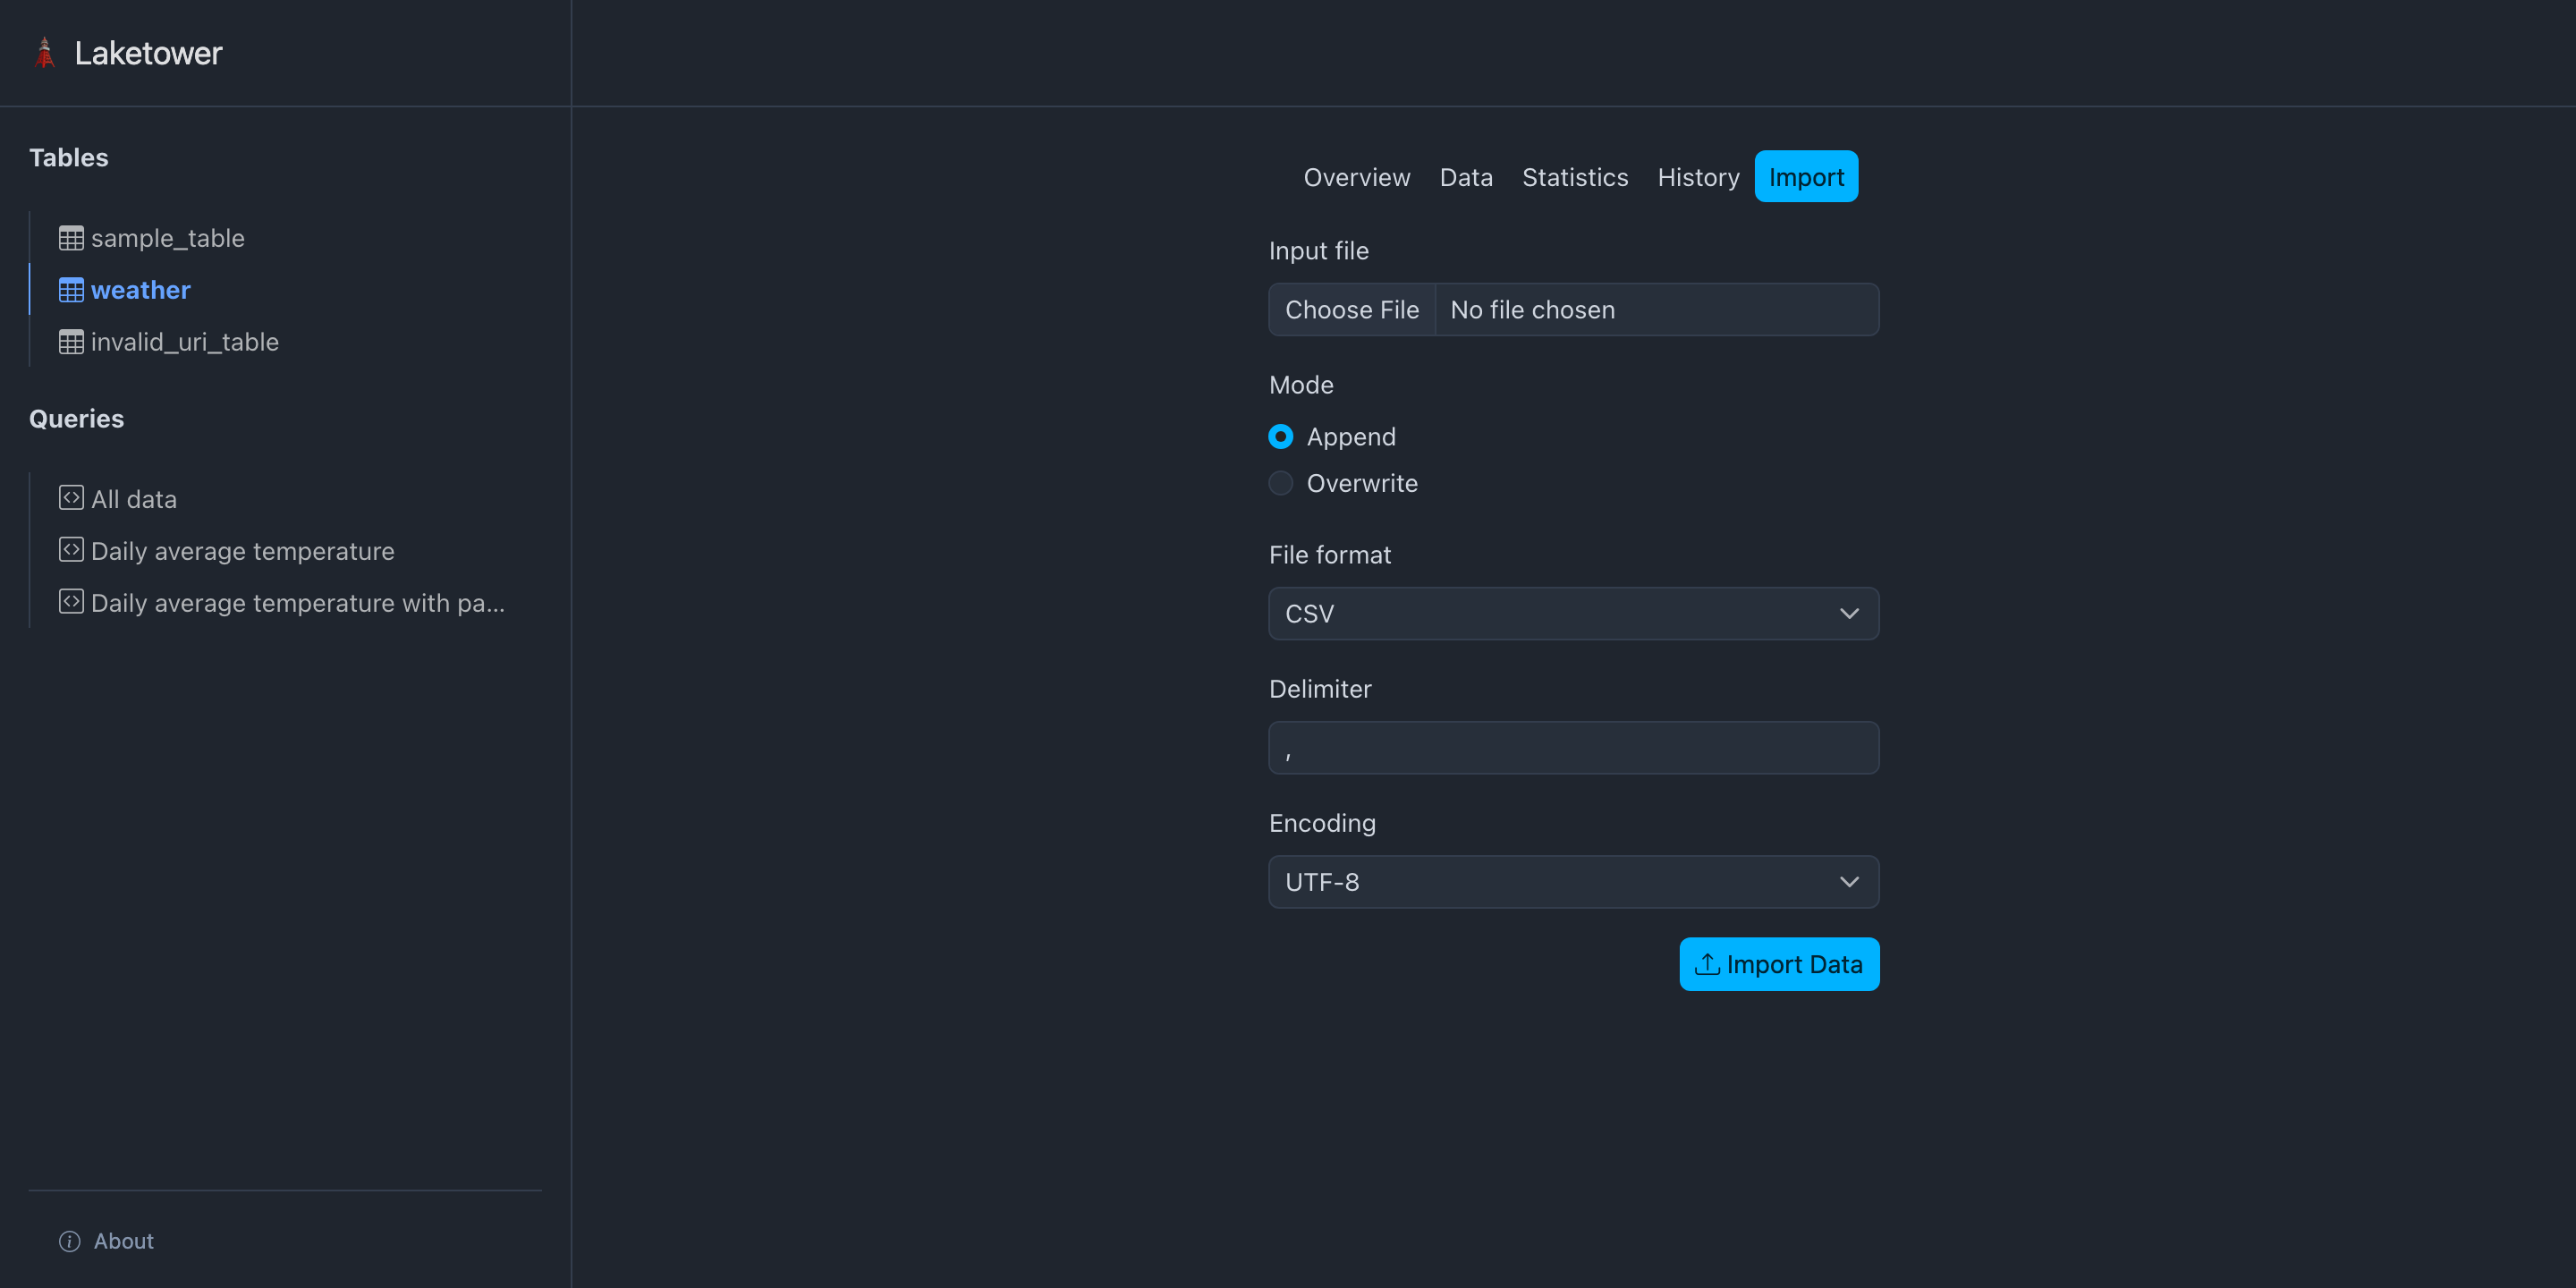 Laketower
Tables
sample_table
weather
invalid_uri_table
Queries
All data
Daily average temperature
Daily average temperature with pa...
About
Overview Data Statistics History Import
Input file
Choose File No file chosen
Mode
Append
Overwrite
File format
CSV
Delimiter
,
Encoding
UTF-8
Import Data